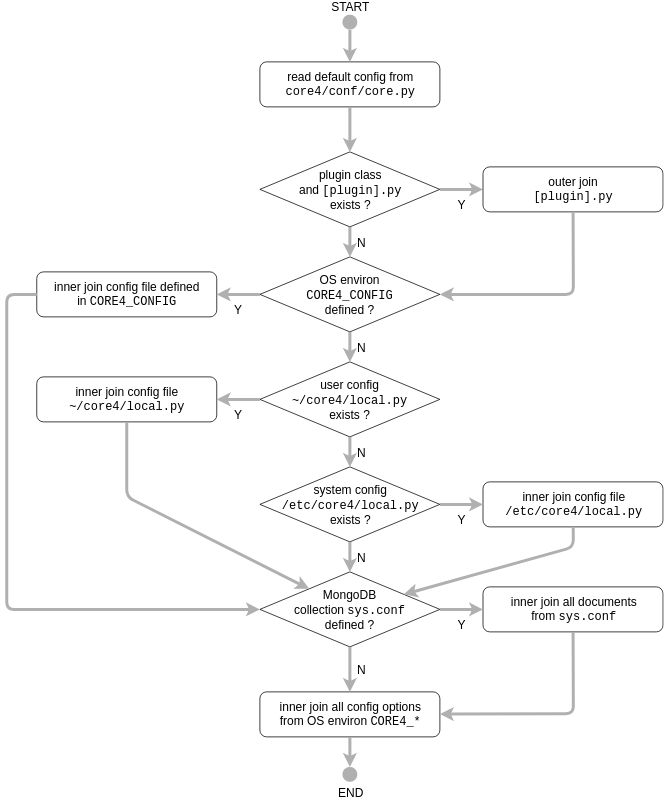 START
read default config from
core4/conf/core.py
plugin class
and [plugin].py
exists ?
Y
outer join
[plugin].py
N
OS environ
CORE4_CONFIG
defined ?
Y
inner join config file defined
in CORE4_CONFIG
N
user config
~/core4/local.py
exists ?
Y
inner join config file
~/core4/local.py
N
system config
/etc/core4/local.py
exists ?
Y
inner join config file
/etc/core4/local.py
N
MongoDB
collection sys.conf
defined ?
Y
inner join all documents
from sys.conf
N
inner join all config options
from OS environ CORE4_*
END